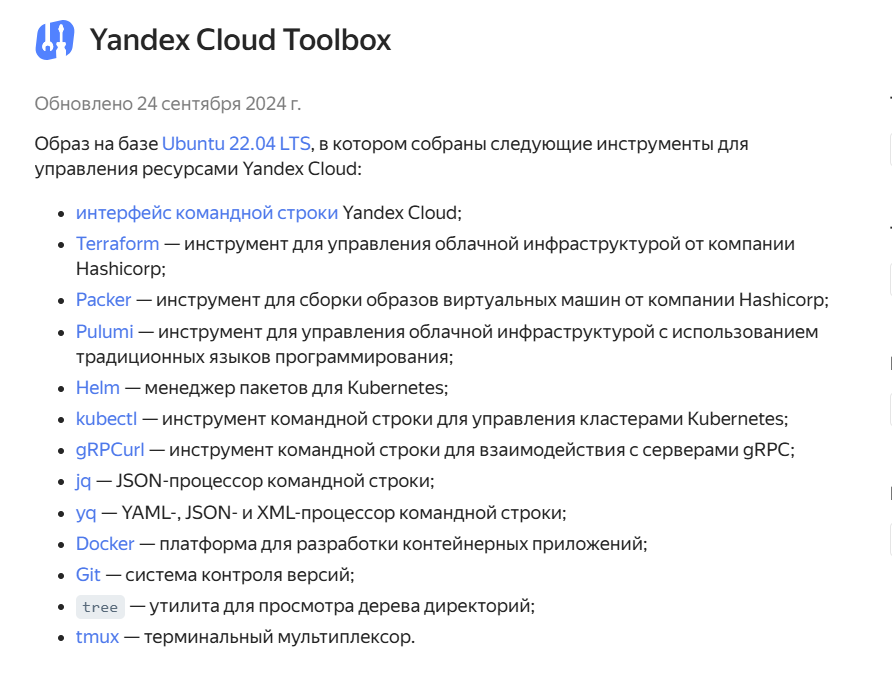 Yandex Cloud Toolbox
Обновлено 24 сентября 2024 г.
Образ на базе Ubuntu 22.04 LTS, в котором собраны следующие инструменты для
управления ресурсами Yandex Cloud:
• интерфейс командной строки Yandex Cloud;
• Terraform — инструмент для управления облачной инфраструктурой от компании
Hashicorp;
• Packer — инструмент для сборки образов виртуальных машин от компании Hashicorp;
• Pulumi — инструмент для управления облачной инфраструктурой с использованием
традиционных языков программирования;
• Helm — менеджер пакетов для Kubernetes;
• kubectl — инструмент командной строки для управления кластерами Kubernetes;
• gRPCurl — инструмент командной строки для взаимодействия с серверами gRPC;
• jq — JSON-процессор командной строки;
• yq — YAML-, JSON- и XML-процессор командной строки;
• Docker — платформа для разработки контейнерных приложений;
• Git — система контроля версий;
• tree — утилита для просмотра дерева директорий;
• tmux — терминальный мультиплексор.